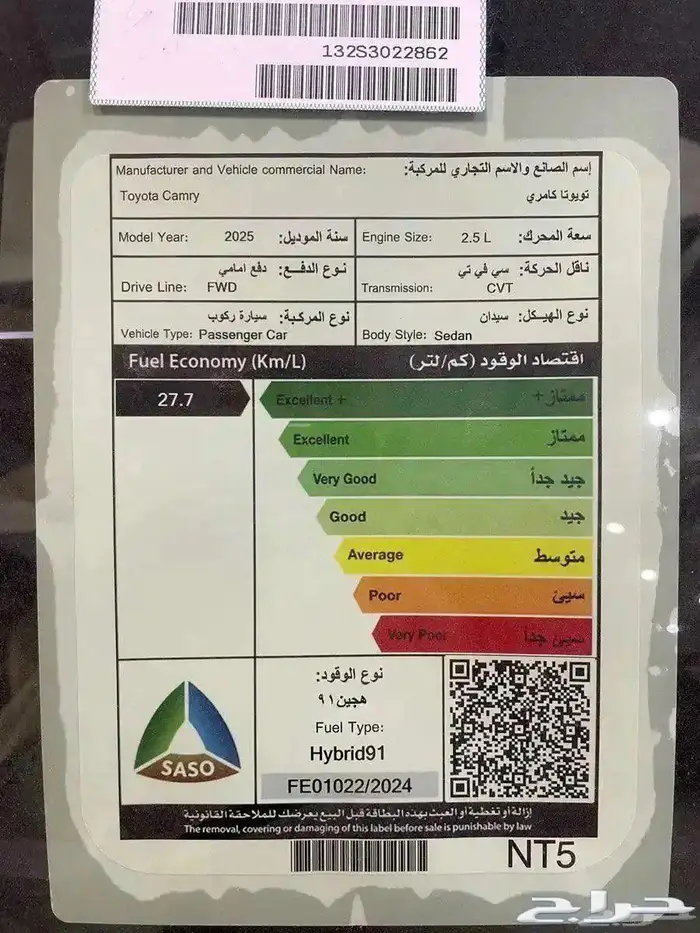 132S3022862
Manufacturer and Vehicle commercial Name: إسم الصانع والاسم التجاري للمركبة:
Toyota Camry تويوتا كامري
Model Year: 2025 سنة الموديل:
Engine Size: 2.5 L سعة المحرك:
نوع الدفع: دفع امامي
Drive Line: FWD
ناقل الحركة: سي في تي
Transmission: CVT
نوع المركبة: سيارة ركوب
Vehicle Type: Passenger Car
نوع الهيكل: سيدان
Body Style: Sedan
Fuel Economy (Km/L) اقتصاد الوقود (كم/لتر)
27.7
Excellent + ممتاز+
Excellent ممتاز
Very Good جيد جداً
Good جيد
Average متوسط
Poor سيئ
Very Poor سيئ جداً
SASO
نوع الوقود:
هجين٩١
Fuel Type:
Hybrid91
FE01022/2024
إزالة أو تغطية أو العبث بهذه البطاقة قبل البيع يعرضك للملاحقة القانونية
The removal, covering or damaging of this label before sale is punishable by law
NT5
حراج